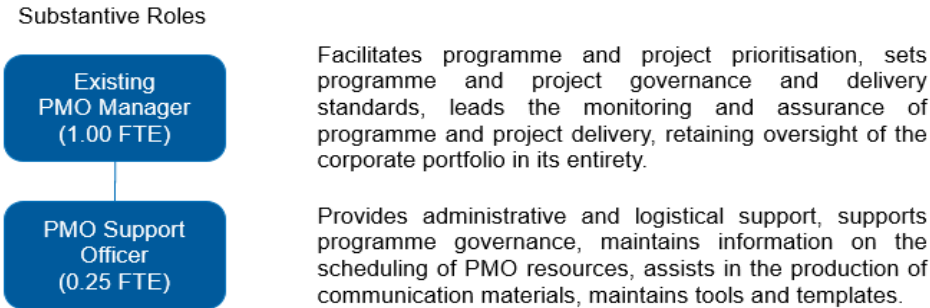 Substantive Roles
Existing
PMO Manager
(1.00 FTE)
Facilitates programme and project prioritisation, sets
programme and project governance and delivery
standards, leads the monitoring and assurance of
programme and project delivery, retaining oversight of the
corporate portfolio in its entirety.
PMO Support
Officer
(0.25 FTE)
Provides administrative and logistical support, supports
programme governance, maintains information on the
scheduling of PMO resources, assists in the production of
communication materials, maintains tools and templates.